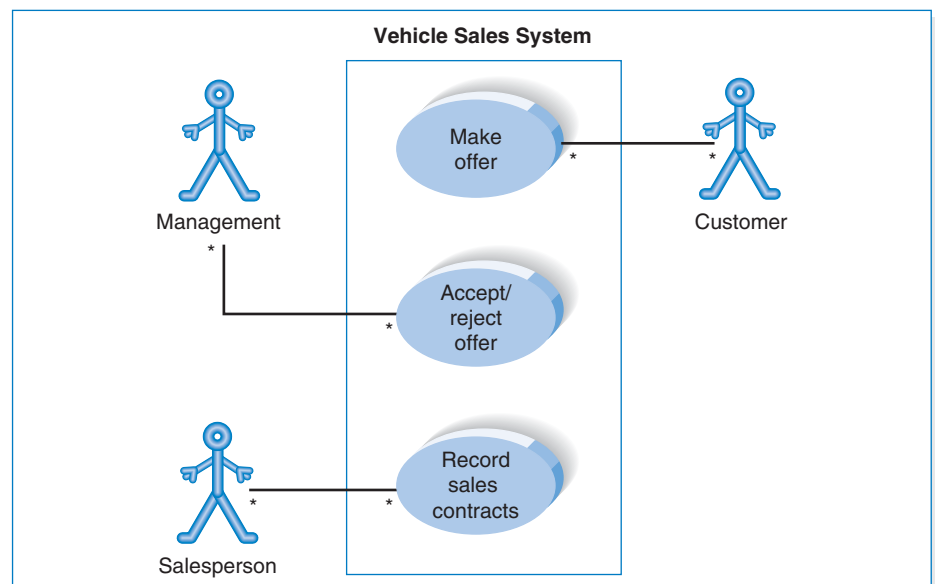 Vehicle Sales System
Make
offer
*
*
Management
Customer
*
Accept/
reject
offer
*
Record
sales
contracts
*
*
Salesperson